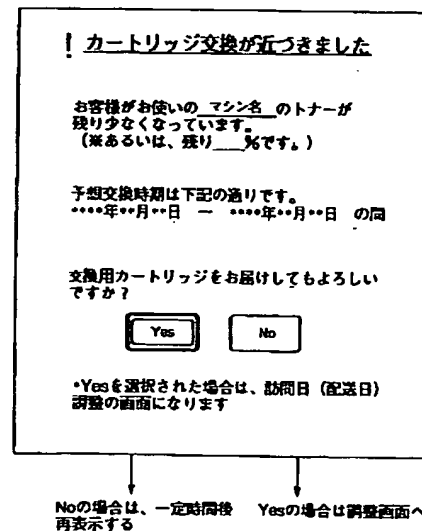 ! カートリッジ交換が近づきました
お客様がお使いの マシン名 のトナーが
残り少なくなっています。
（※あるいは、残り___％です。）
予想交換時期は下記の通りです。
････年･･月･･日 ー ････年･･月･･日 の間
交換用カートリッジをお届けしてもよろしい
ですか？
Yes No
･Yesを選択された場合は、訪問日（配送日）
調整の画面になります
Noの場合は、一定時間後 Yesの場合は調整画面へ
再表示する